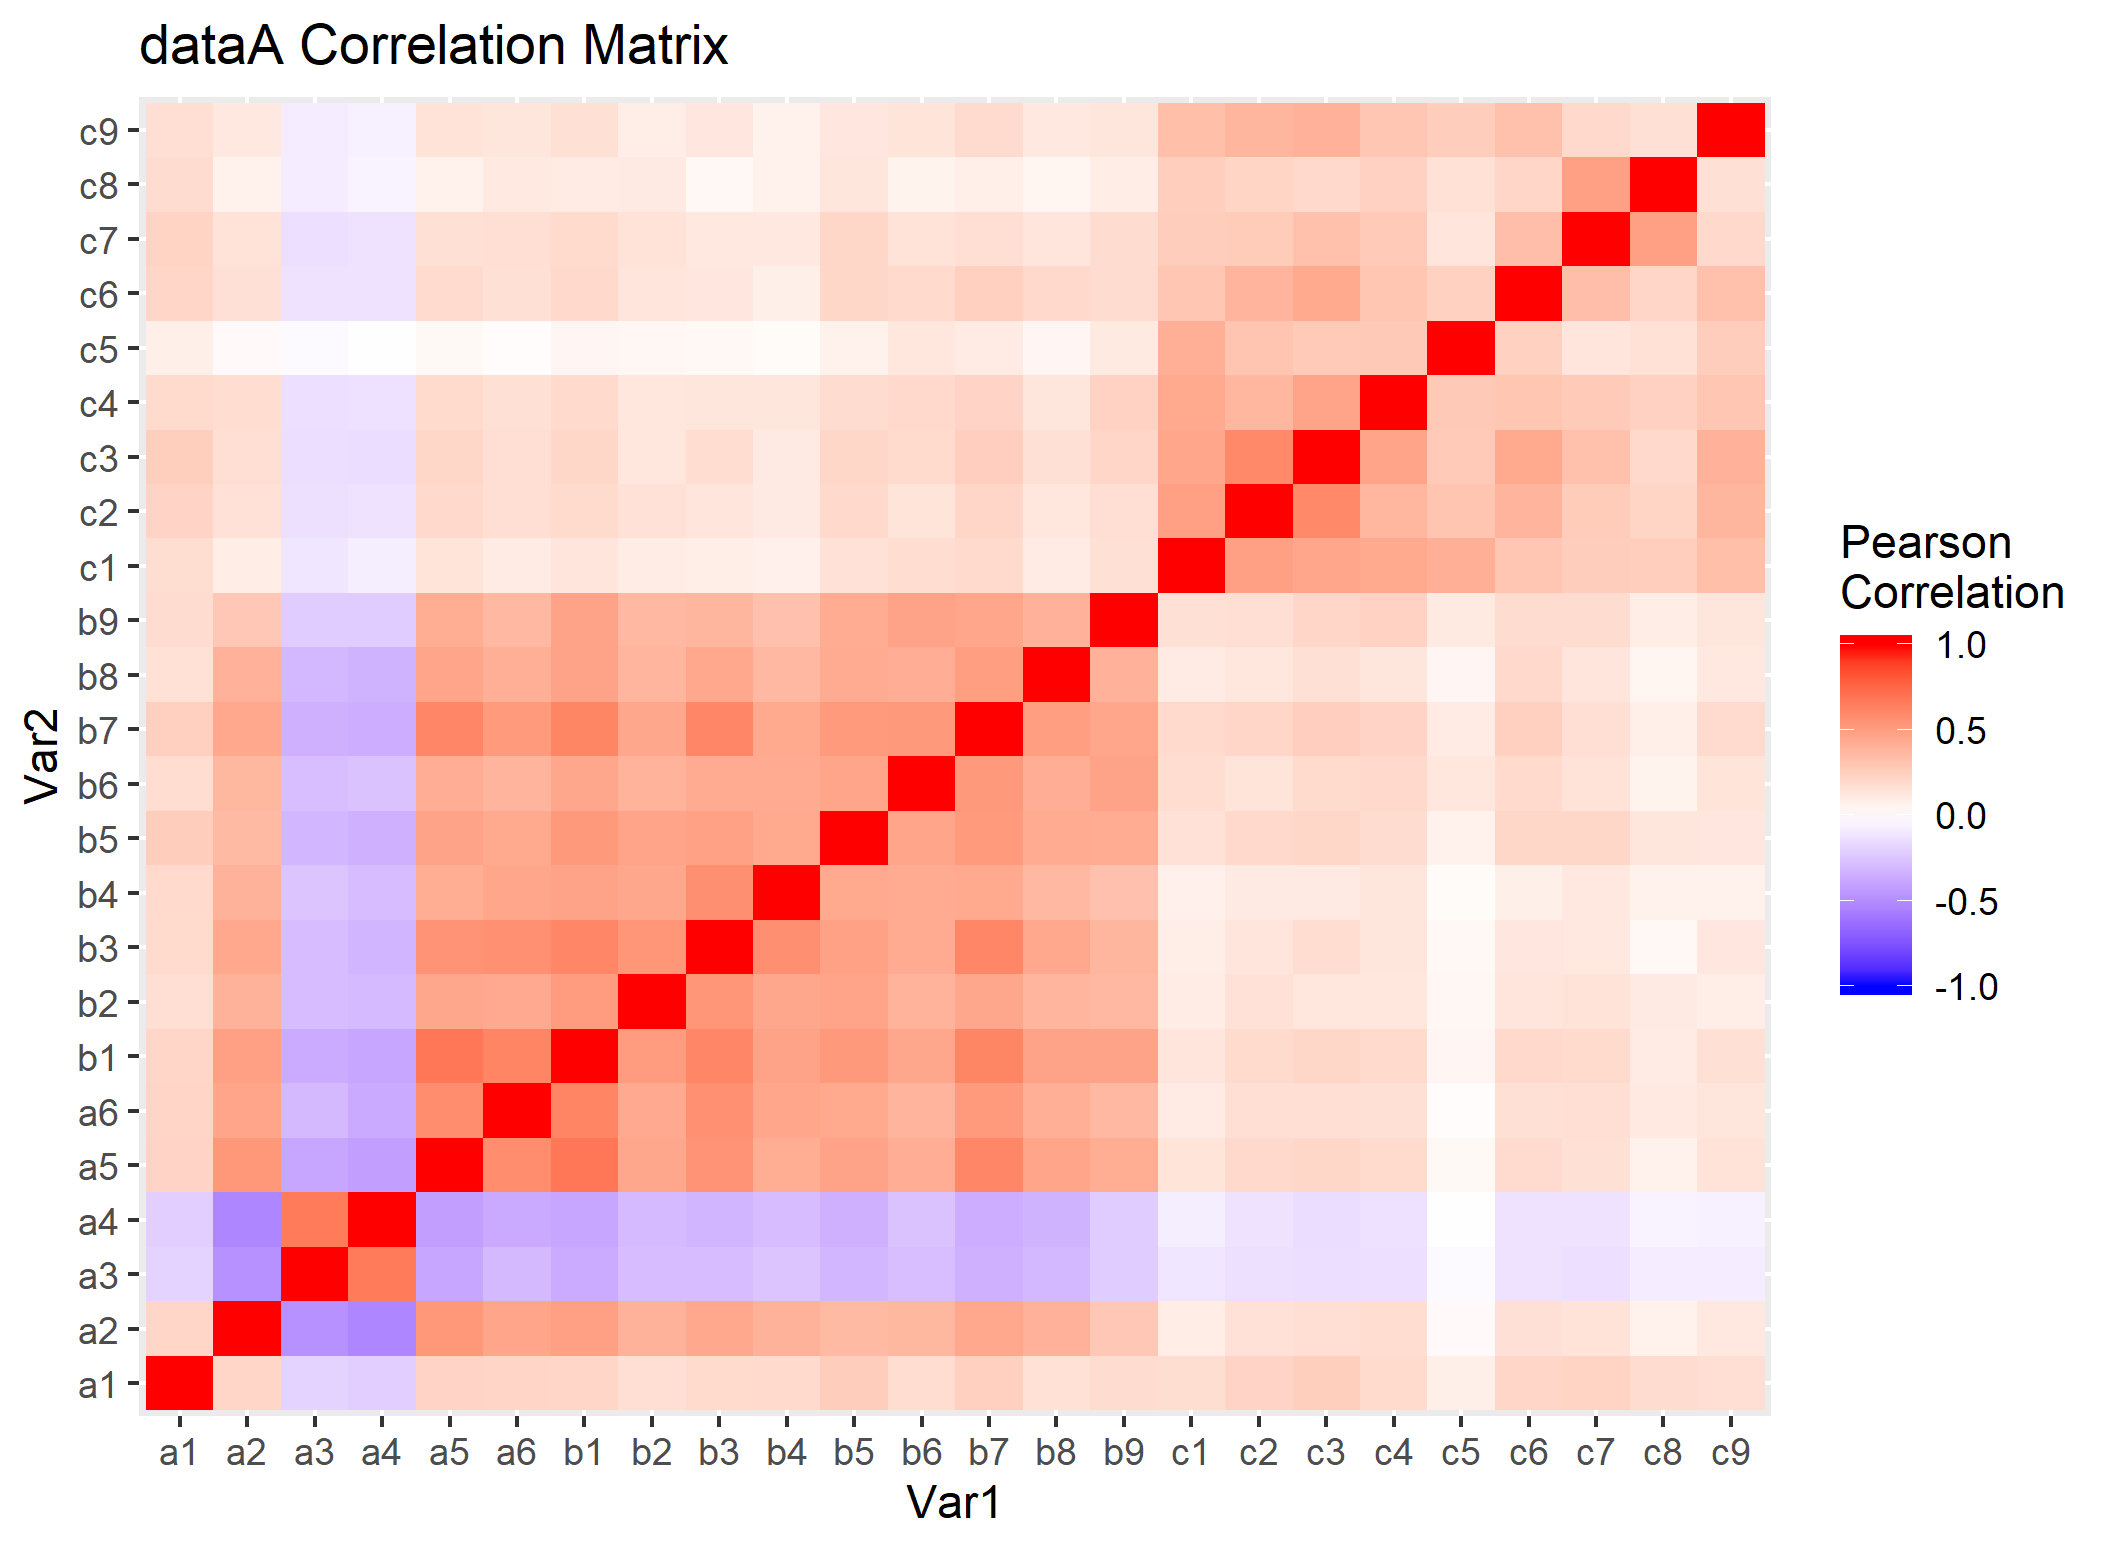 dataA Correlation Matrix
c9
c8
c7
c6
c5
c4
c3
c2
c1
b9
b8
b7
b6
b5
b4
b3
b2
b1
a6
a5
a4
a3
a2
a1
Var2
a1 a2 a3 a4 a5 a6 b1 b2 b3 b4 b5 b6 b7 b8 b9 c1 c2 c3 c4 c5 c6 c7 c8 c9
Var1
Pearson
Correlation
1.0
0.5
0.0
-0.5
-1.0